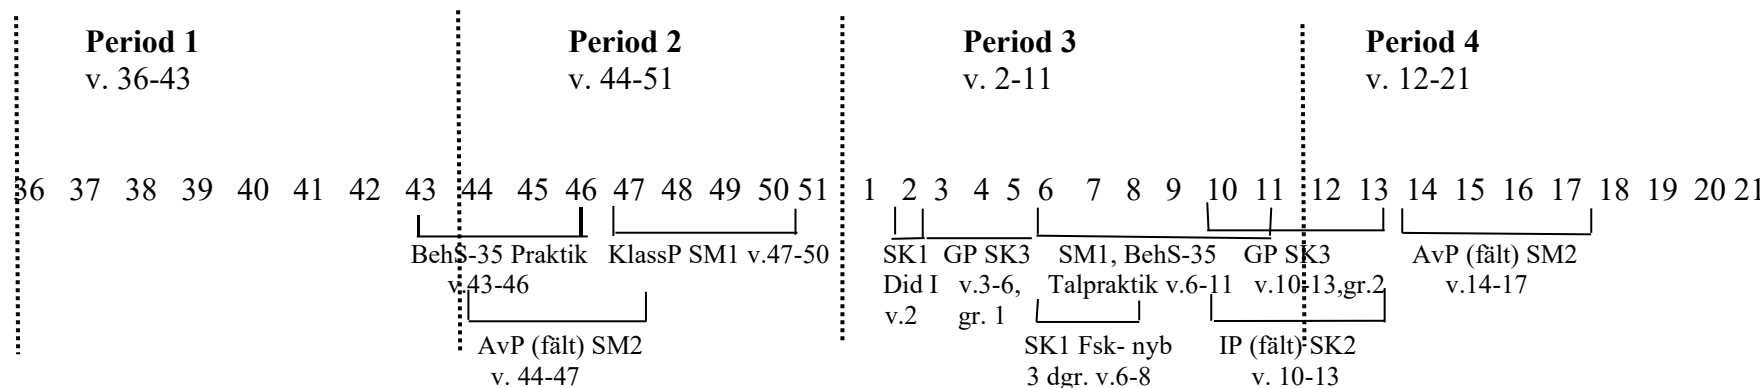 Period 1 Period 2 Period 3 Period 4
v. 36-43 v. 44-51 v. 2-11 v. 12-21
36 37 38 39 40 41 42 43 44 45 46 47 48 49 50 51 1 2 3 4 5 6 7 8 9 10 11 12 13 14 15 16 17 18 19 20 21
BehS-35 Praktik KlassP SM1 v.47-50 SK1 GP SK3 SM1, BehS-35 GP SK3 AvP (fält) SM2
v.43-46 Did I v.3-6, Talpraktik v.6-11 v.10-13,gr.2 v.14-17
v.2 gr. 1
AvP (fält) SM2 SK1 Fsk- nyb IP (fält) SK2
v. 44-47 3 dgr. v.6-8 v. 10-13